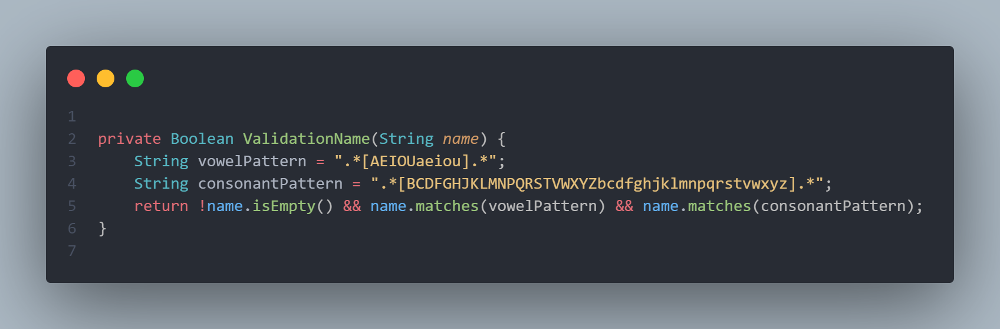 1
2 private Boolean ValidationName(String name) {
3     String vowelPattern = ".*[AEIOUaeiou].*";
4     String consonantPattern = ".*[BCDFGHJKLMNPQRSTVWXYZbcdfghjklmnpqrstvwxyz].*";
5     return !name.isEmpty() && name.matches(vowelPattern) && name.matches(consonantPattern);
6 }
7